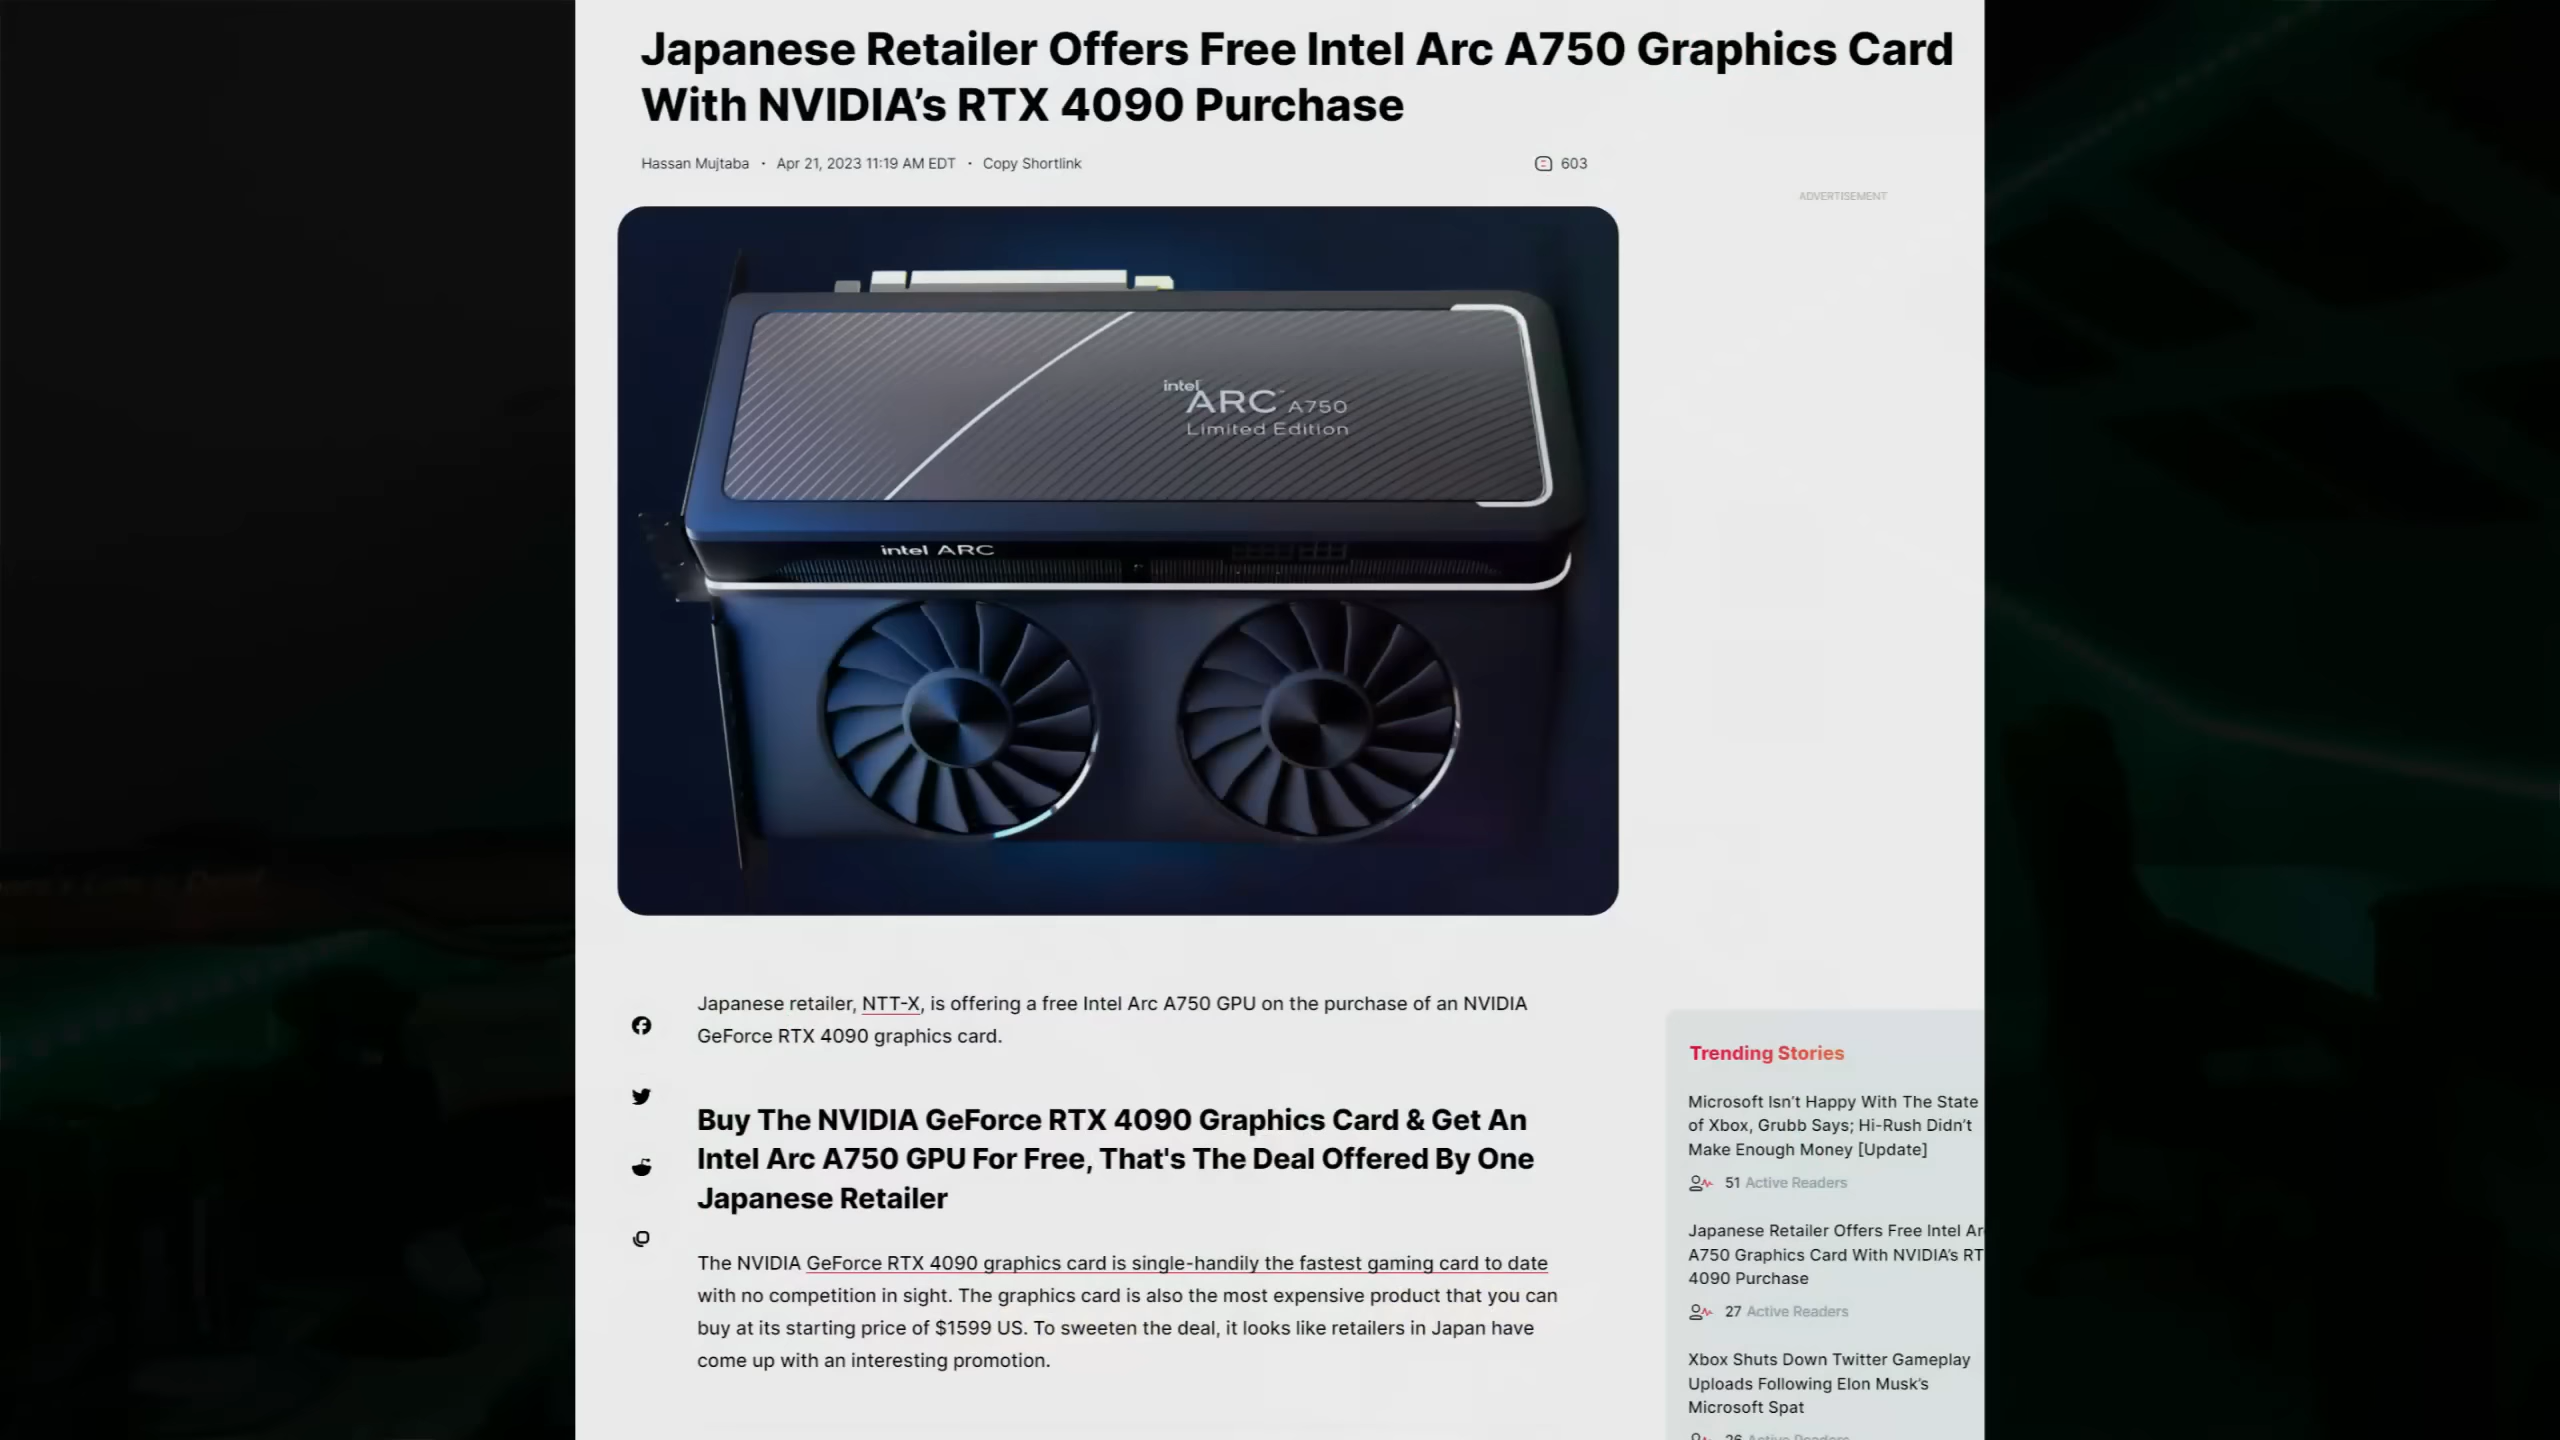 Japanese Retailer Offers Free Intel Arc A750 Graphics Card
With NVIDIA's RTX 4090 Purchase
Hassan Mujtaba · Apr 21, 2023 11:19 AM EDT · Copy Shortlink
603
ADVERTISEMENT
intel
ARC™ A750
Limited Edition
intel ARC
Japanese retailer, NTT-X, is offering a free Intel Arc A750 GPU on the purchase of an NVIDIA
GeForce RTX 4090 graphics card.
Buy The NVIDIA GeForce RTX 4090 Graphics Card & Get An
Intel Arc A750 GPU For Free, That's The Deal Offered By One
Japanese Retailer
The NVIDIA GeForce RTX 4090 graphics card is single-handily the fastest gaming card to date
with no competition in sight. The graphics card is also the most expensive product that you can
buy at its starting price of $1599 US. To sweeten the deal, it looks like retailers in Japan have
come up with an interesting promotion.
Trending Stories
Microsoft Isn't Happy With The State
of Xbox, Grubb Says; Hi-Rush Didn't
Make Enough Money [Update]
51 Active Readers
Japanese Retailer Offers Free Intel Ar
A750 Graphics Card With NVIDIA's RT
4090 Purchase
27 Active Readers
Xbox Shuts Down Twitter Gameplay
Uploads Following Elon Musk's
Microsoft Spat
26 Active Readers